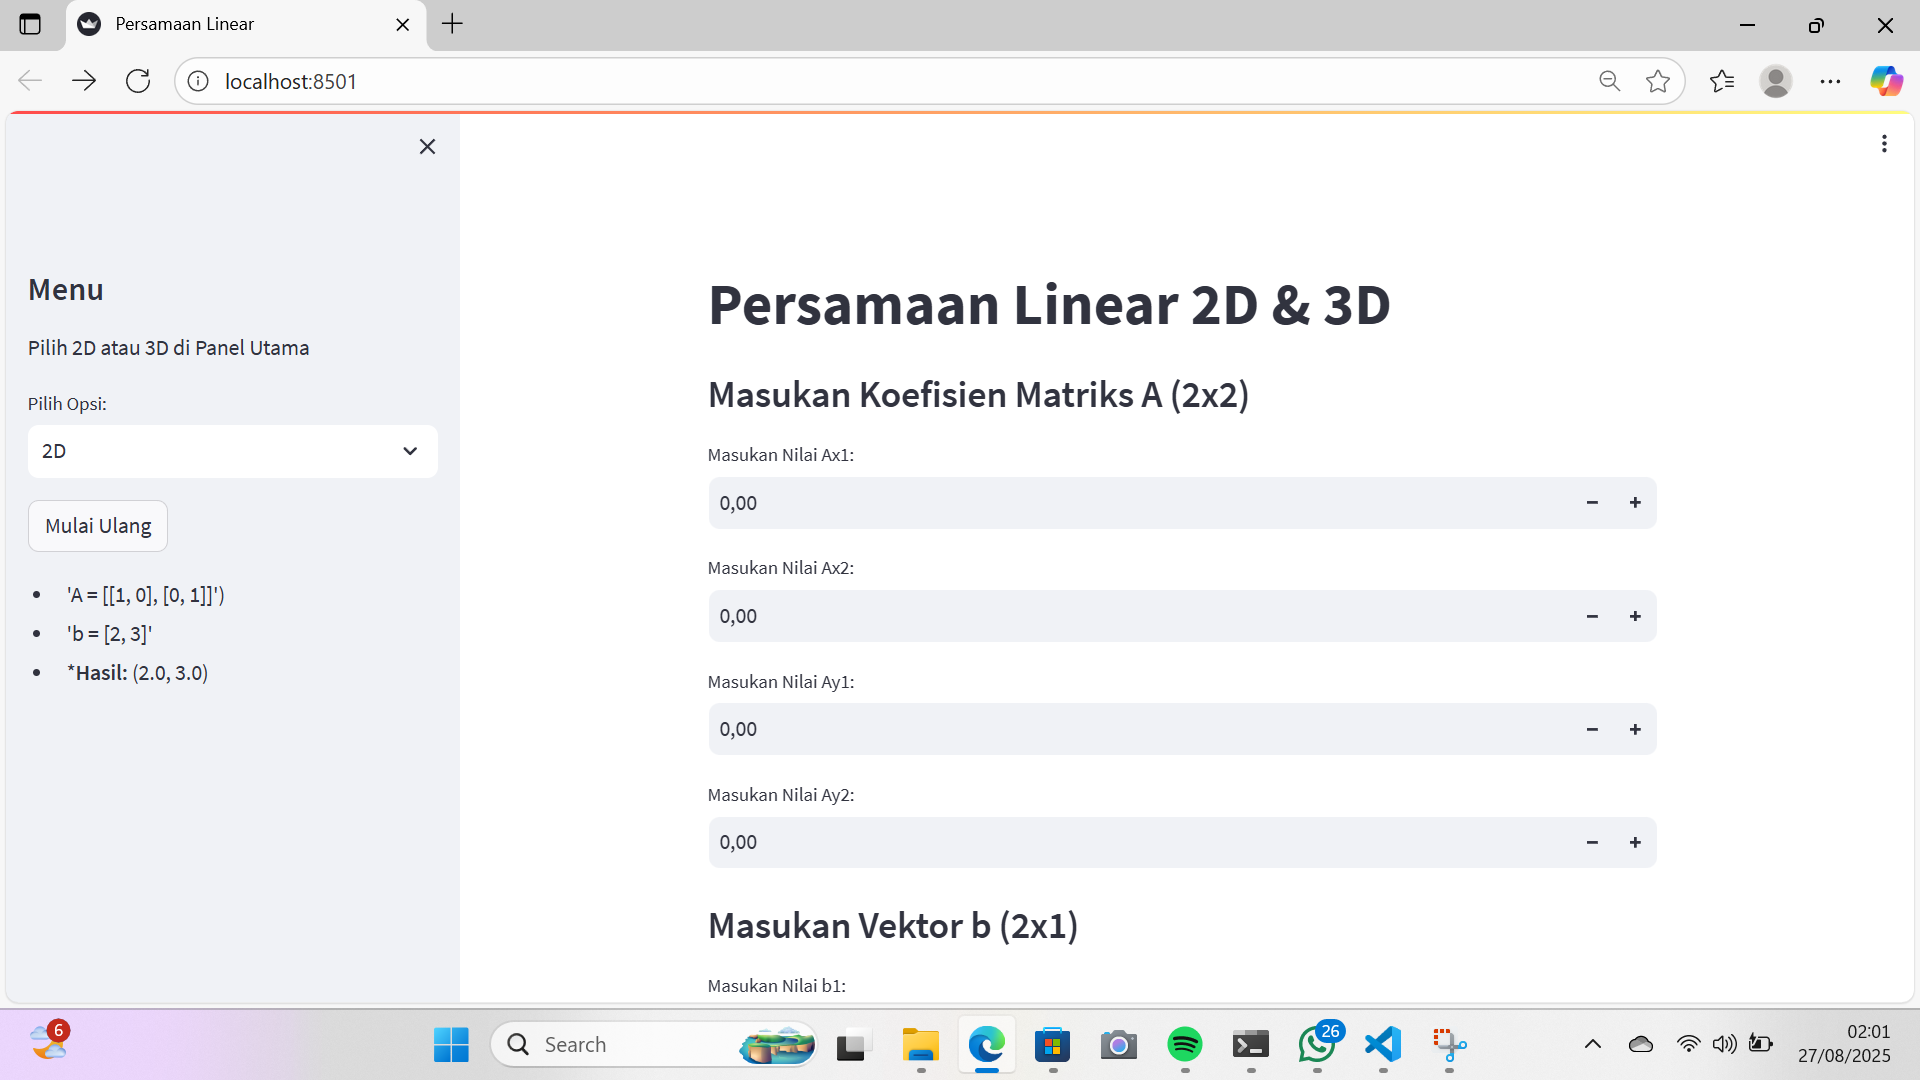 Persamaan Linear
localhost:8501
Menu
Pilih 2D atau 3D di Panel Utama
Pilih Opsi:
2D
Mulai Ulang
'A = [[1, 0], [0, 1]]')
'b = [2, 3]'
*Hasil: (2.0, 3.0)
Persamaan Linear 2D & 3D
Masukan Koefisien Matriks A (2x2)
Masukan Nilai Ax1:
0,00
Masukan Nilai Ax2:
0,00
Masukan Nilai Ay1:
0,00
Masukan Nilai Ay2:
0,00
Masukan Vektor b (2x1)
Masukan Nilai b1:
6
Search
26
02:01
27/08/2025